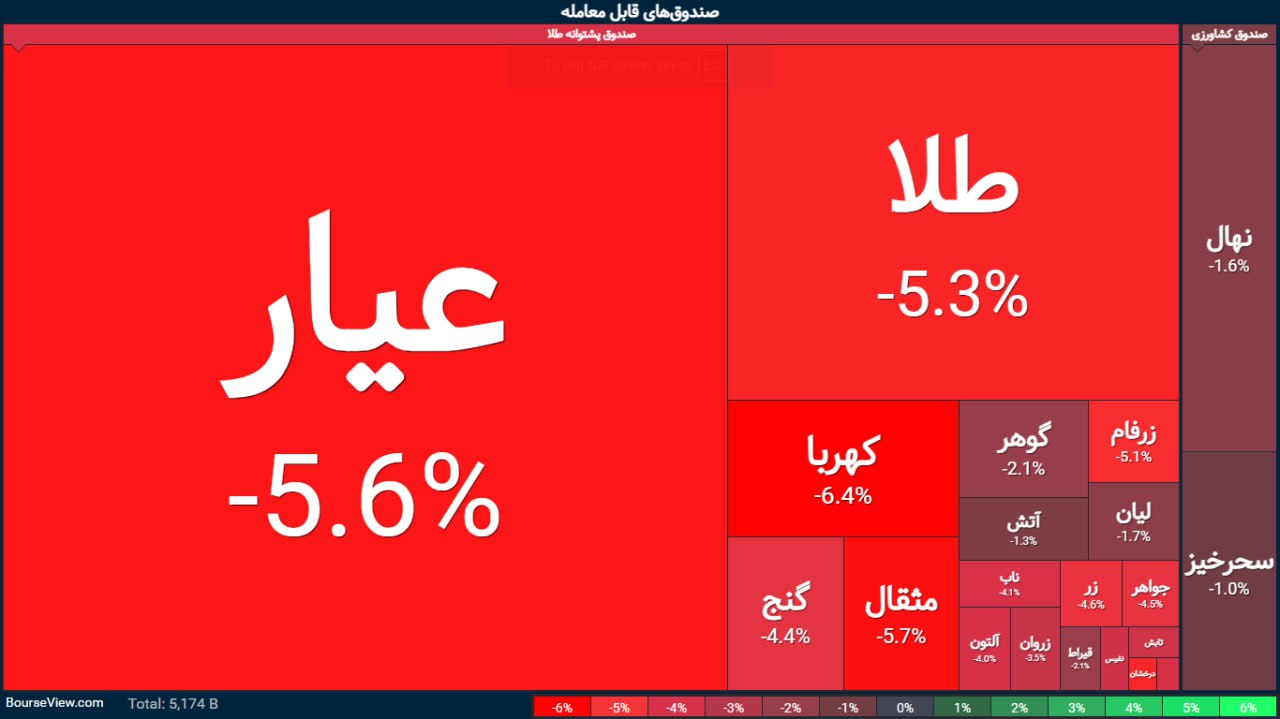 صندوق‌های قابل معامله
صندوق پشتوانه طلا
صندوق کشاورزی
To exit full screen, press Esc
عیار
-5.6%
طلا
-5.3%
کهربا
-6.4%
گنج
-4.4%
مثقال
-5.7%
گوهر
-2.1%
زرفام
-5.1%
آتش
-1.3%
لیان
-1.7%
ناب
-4.1%
زر
-4.6%
جواهر
-4.5%
آلتون
-4.0%
زروان
-3.5%
قیراط
-2.1%
نفیس
تابش
درخشان
نهال
-1.6%
سحرخیز
-1.0%
BourseView.com
Total: 5,174 B
-6%
-5%
-4%
-3%
-2%
-1%
0%
1%
2%
3%
4%
5%
6%